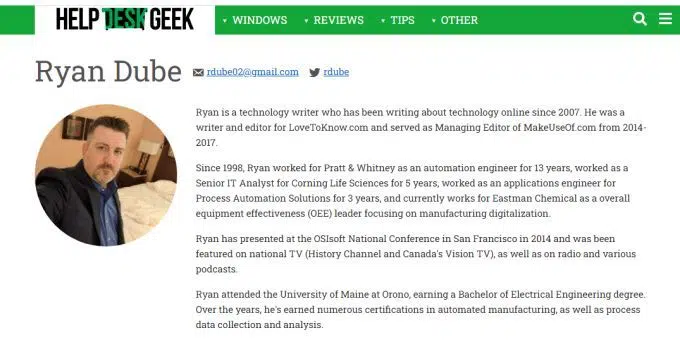 HELP DESK GEEK
WINDOWS
REVIEWS
TIPS
OTHER
Ryan Dube
rdube02@gmail.com
rdube
Ryan is a technology writer who has been writing about technology online since 2007. He was a
writer and editor for LoveToKnow.com and served as Managing Editor of MakeUseOf.com from 2014-
2017.
Since 1998, Ryan worked for Pratt & Whitney as an automation engineer for 13 years, worked as a
Senior IT Analyst for Corning Life Sciences for 5 years, worked as an applications engineer for
Process Automation Solutions for 3 years, and currently works for Eastman Chemical as a overall
equipment effectiveness (OEE) leader focusing on manufacturing digitalization.
Ryan has presented at the OSIsoft National Conference in San Francisco in 2014 and was been
featured on national TV (History Channel and Canada's Vision TV), as well as on radio and various
podcasts.
Ryan attended the University of Maine at Orono, earning a Bachelor of Electrical Engineering degree.
Over the years, he's earned numerous certifications in automated manufacturing, as well as process
data collection and analysis.